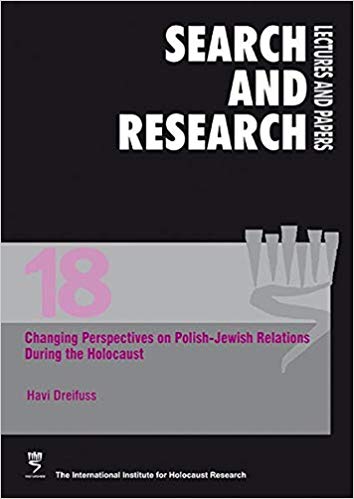 SEARCH
AND
RESEARCH
LECTURES AND PAPERS
18
Changing Perspectives on Polish-Jewish Relations
During the Holocaust
Havi Dreifuss
The International Institute for Holocaust Research